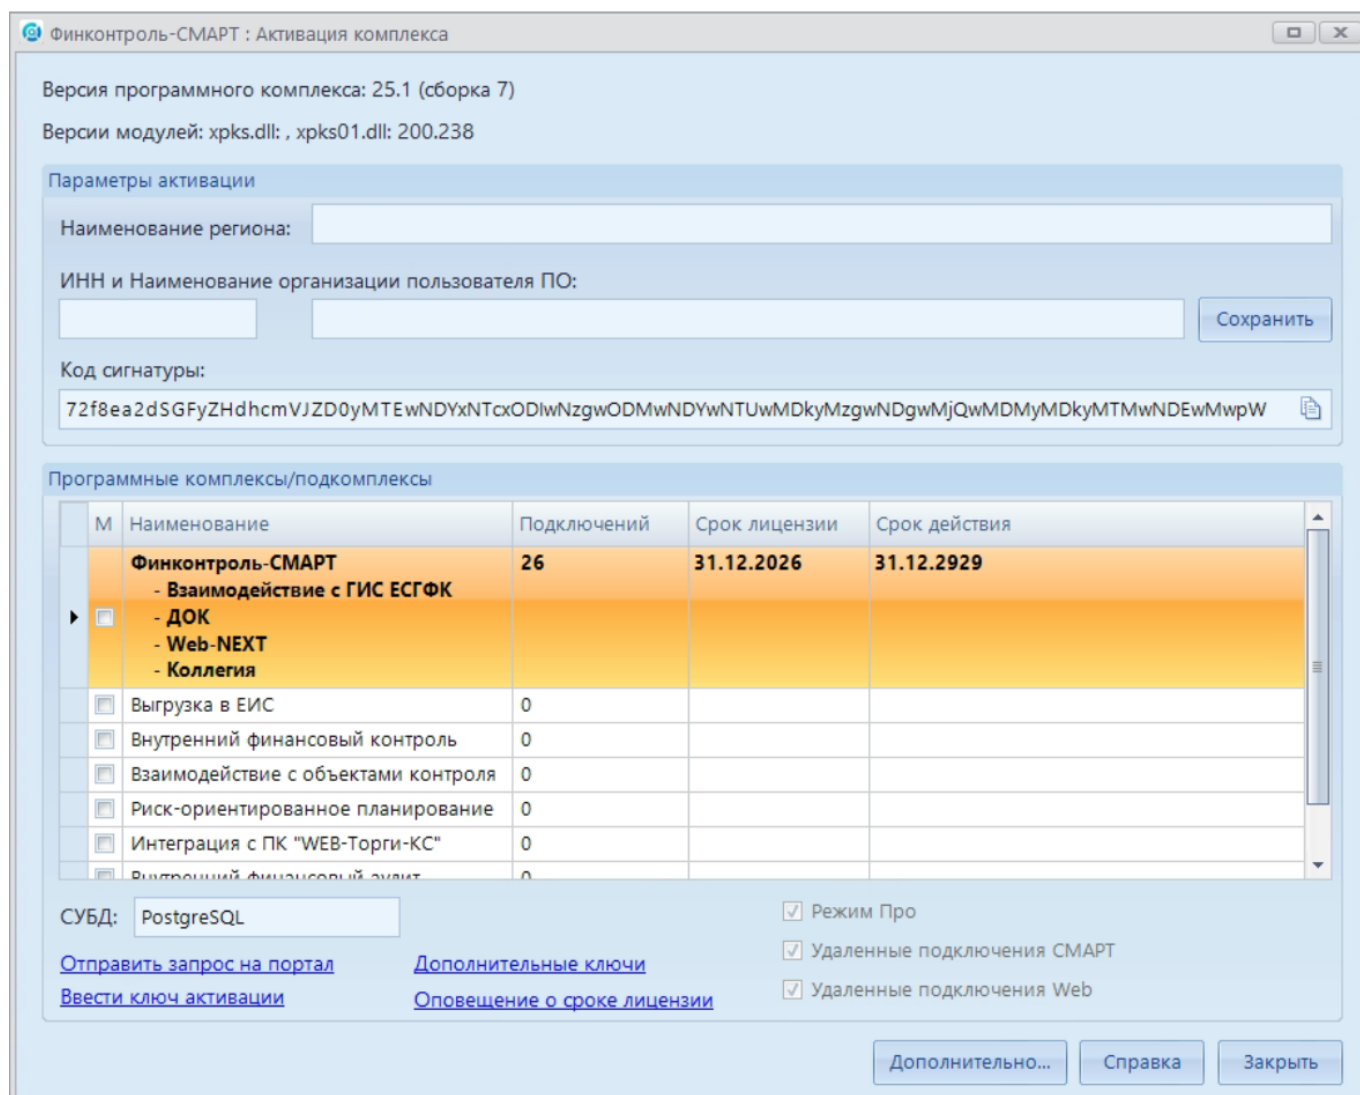 Финконтроль-СМАРТ : Активация комплекса
Версия программного комплекса: 25.1 (сборка 7)
Версии модулей: xpks.dll: , xpks01.dll: 200.238
Параметры активации
Наименование региона:
ИНН и Наименование организации пользователя ПО:
Сохранить
Код сигнатуры:
72f8ea2dSGFyZHdhcmVJZD0yMTEwNDYxNTcxODIwNzgwODMwNDYwNTUwMDkyMzgwNDgwMjQwMDMyMDkyMTMwNDEwMwpW
Программные комплексы/подкомплексы
М Наименование Подключений Срок лицензии Срок действия
Финконтроль-СМАРТ 26 31.12.2026 31.12.2929
- Взаимодействие с ГИС ЕСГФК
- ДОК
- Web-NEXT
- Коллегия
Выгрузка в ЕИС 0
Внутренний финансовый контроль 0
Взаимодействие с объектами контроля 0
Риск-ориентированное планирование 0
Интеграция с ПК "WEB-Торги-КС" 0
Внутренний финансовый аудит 0
СУБД: PostgreSQL
Режим Про
Удаленные подключения СМАРТ
Удаленные подключения Web
Отправить запрос на портал Дополнительные ключи
Ввести ключ активации Оповещение о сроке лицензии
Дополнительно... Справка Закрыть